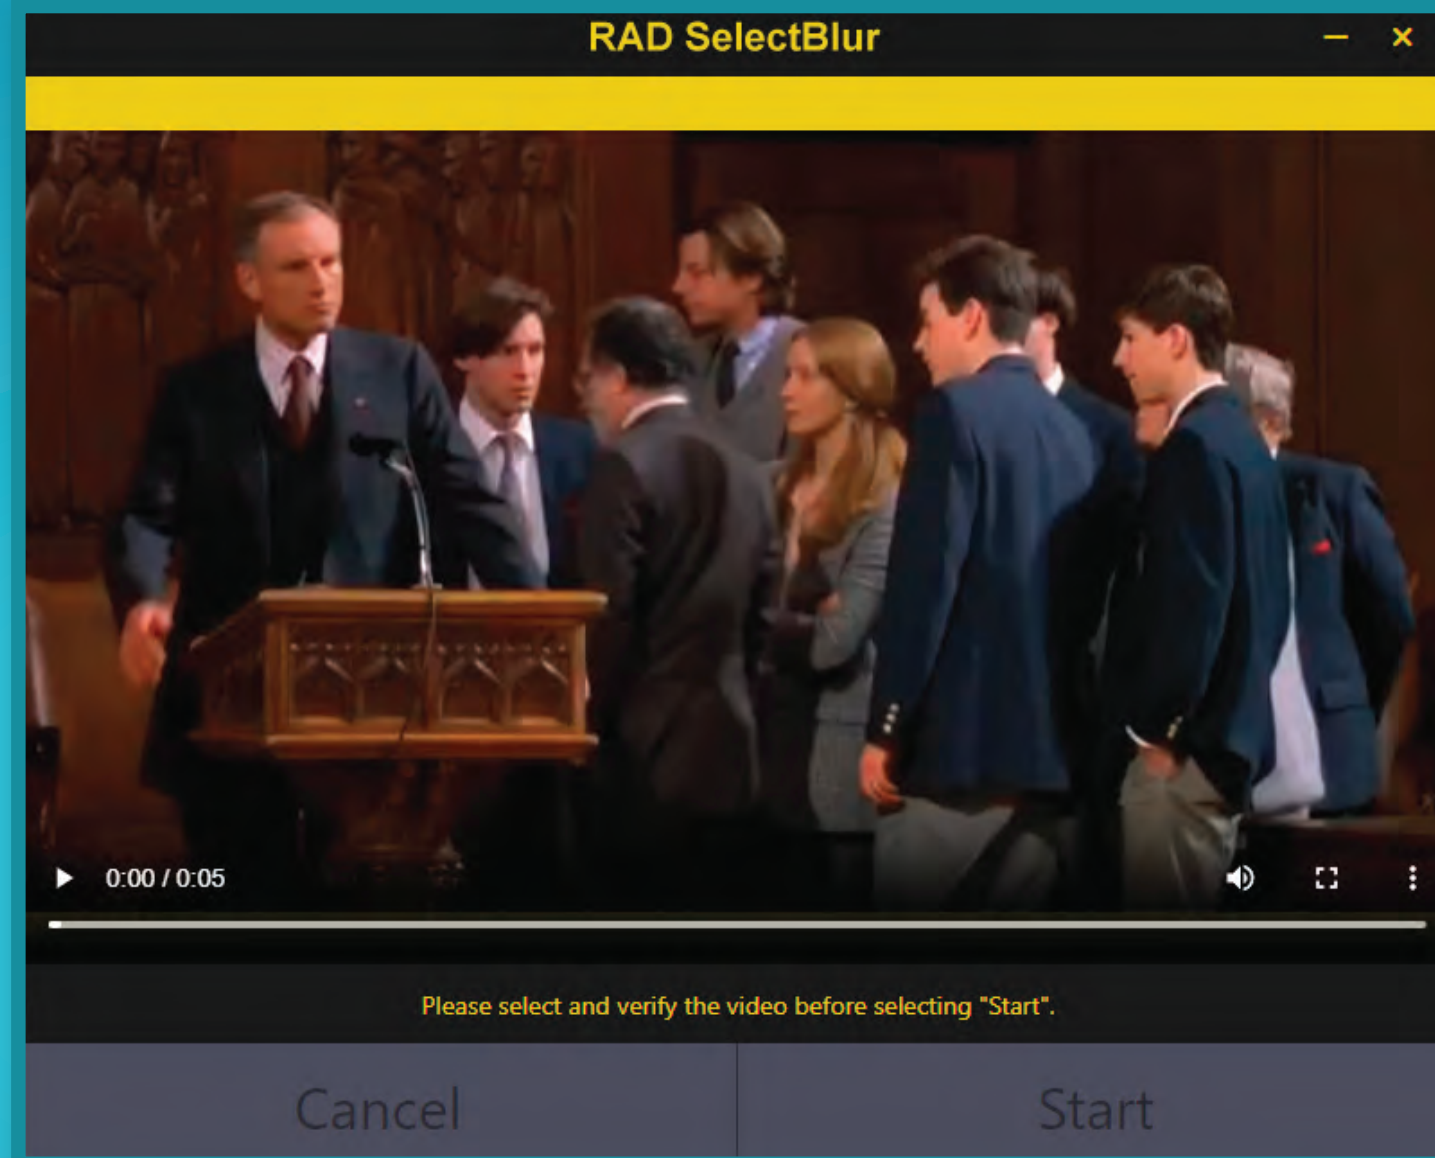 RAD SelectBlur
0:00 / 0:05
Please select and verify the video before selecting "Start".
Cancel
Start